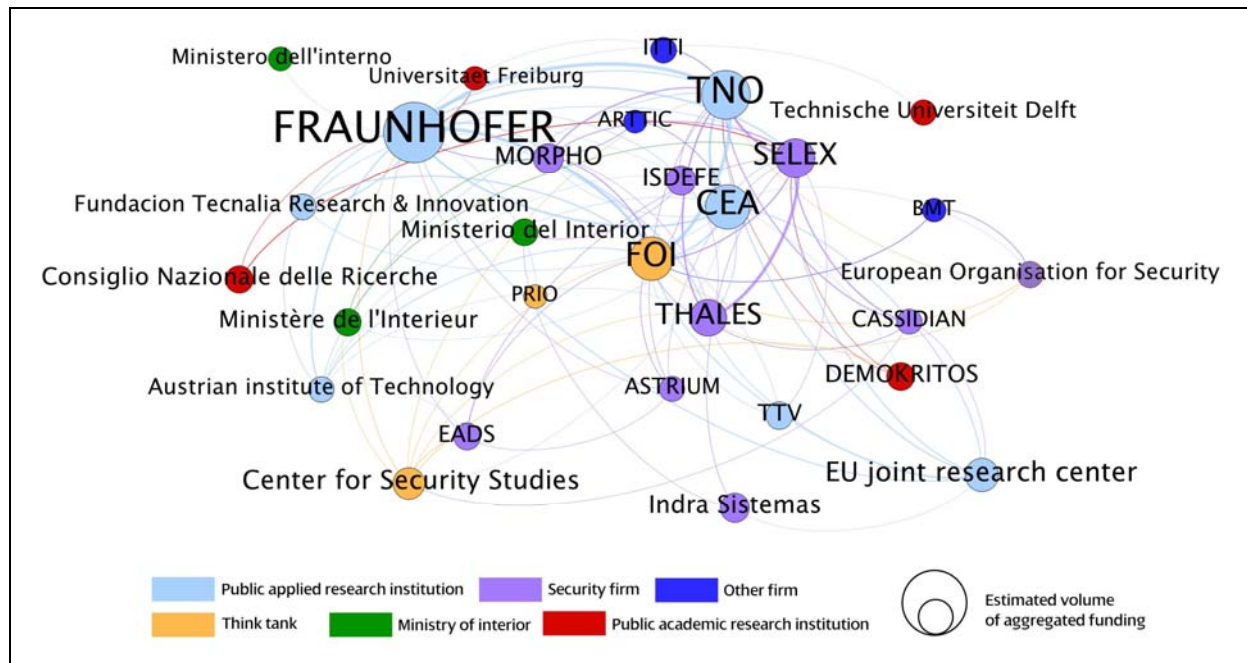 ITTI
Ministero dell'interno
Universitaet Freiburg
TNO
Technische Universiteit Delft
FRAUNHOFER
ARTTIC
MORPHO
SELEX
ISDEFE
CEA
Fundacion Tecnalia Research & Innovation
BMT
Ministerio del Interior
FOI
Consiglio Nazionale delle Ricerche
European Organisation for Security
PRIO
Ministère de l'Interieur
THALES
CASSIDIAN
DEMOKRITOS
Austrian institute of Technology
ASTRIUM
TTV
EADS
Center for Security Studies
EU joint research center
Indra Sistemas
Public applied research institution
Security firm
Other firm
Think tank
Ministry of interior
Public academic research institution
Estimated volume
of aggregated funding